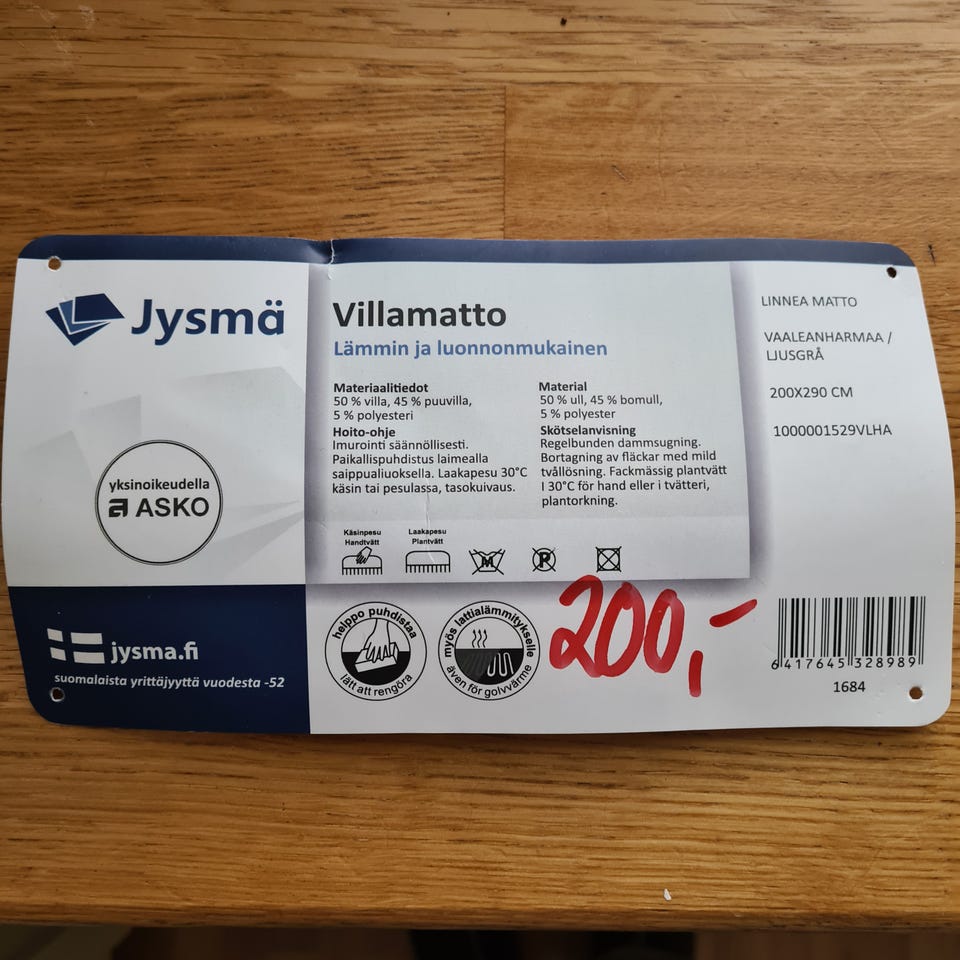 Jysmä
yksinoikeudella
ASKO
jysma.fi
suomalaista yrittäjyyttä vuodesta -52
Villamatto
Lämmin ja luonnonmukainen
Materiaalitiedot
50 % villa, 45 % puuvilla,
5 % polyesteri
Hoito-ohje
Imurointi säännöllisesti.
Paikallispuhdistus laimealla
saippualiuoksella. Laakapesu 30°C
käsin tai pesulassa, tasokuivaus.
Material
50 % ull, 45 % bomull,
5 % polyester
Skötselanvisning
Regelbunden dammsugning.
Bortagning av fläckar med mild
tvållösning. Fackmässig plantvätt
I 30°C för hand eller i tvätteri,
plantorkning.
Käsinpesu
Handtvätt
Laakapesu
Plantvätt
M
P
helppo puhdistaa
lätt att rengöra
myös lattialämmitykselle
även för golvvärme
200,-
LINNEA MATTO
VAALEANHARMAA /
LJUSGRÅ
200X290 CM
1000001529VLHA
6 417645 328989
1684